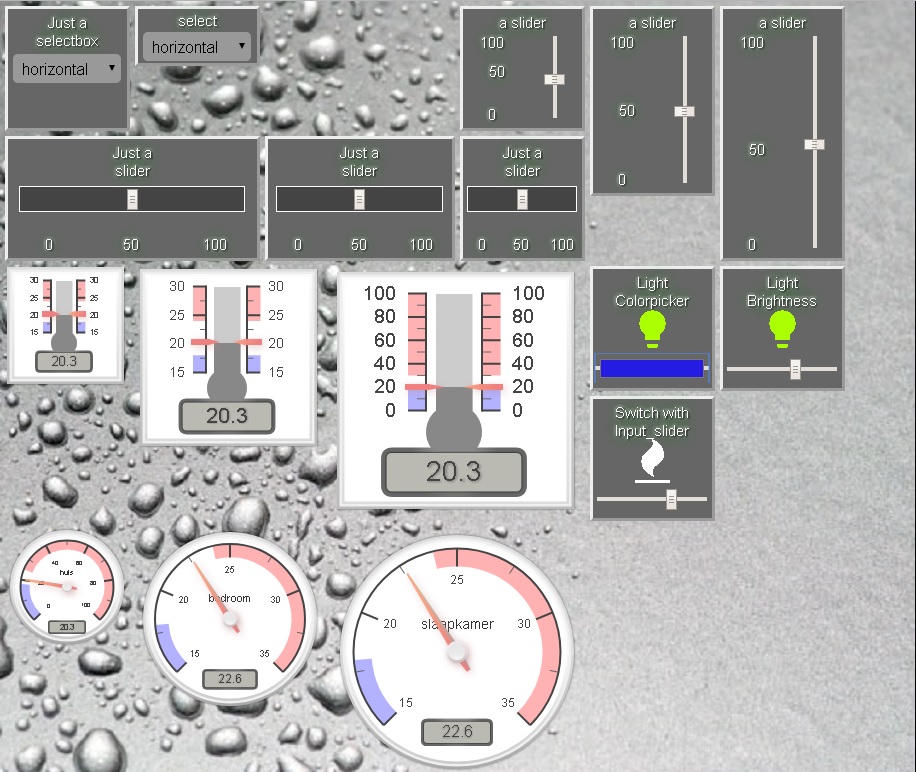 Just a
selectbox
horizontal
select
horizontal
a slider
100
50
0
a slider
100
50
0
a slider
100
50
0
Just a
slider
0 50 100
Just a
slider
0 50 100
Just a
slider
0 50 100
30 30
25 25
20 20
15 15
20.3
30 30
25 25
20 20
15 15
20.3
100 100
80 80
60 60
40 40
20 20
0 0
20.3
Light
Colorpicker
Light
Brightness
Switch with
Input_slider
40 60
huis
20 80
0 100
20.3
25
bedroom
20 30
15 35
22.6
25
slaapkamer
20 30
15 35
22.6